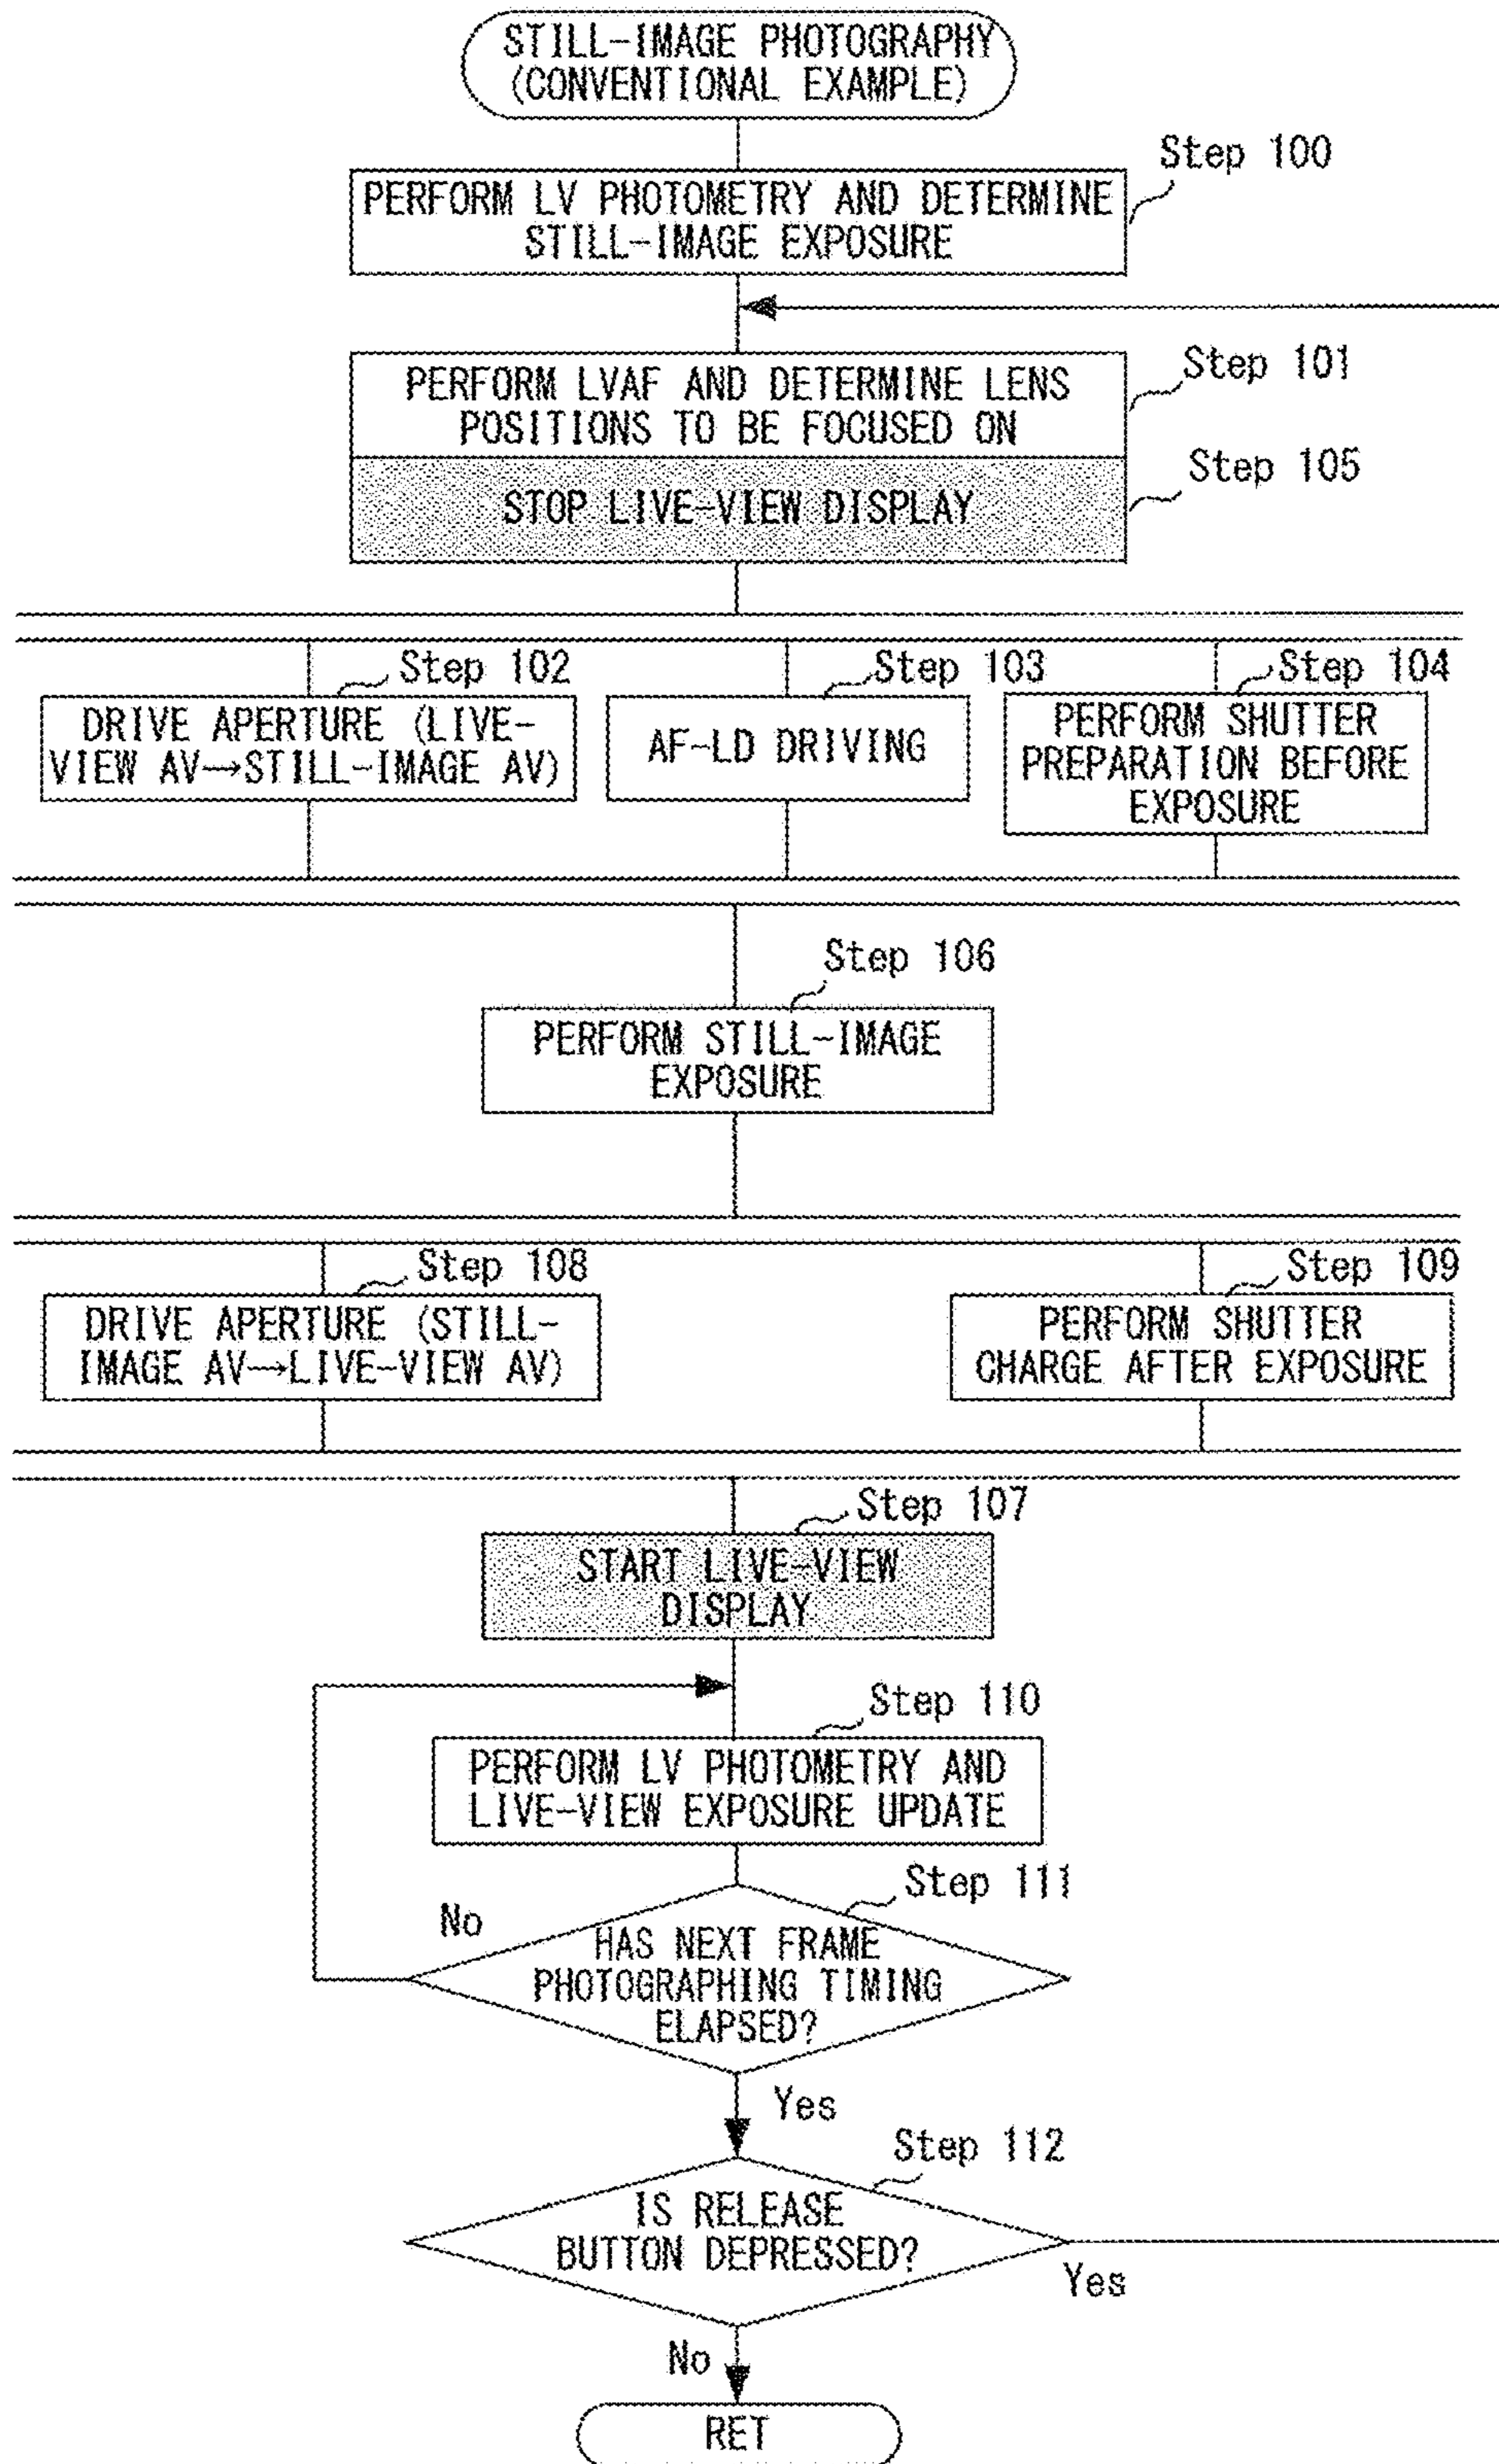 STILL-IMAGE PHOTOGRAPHY
(CONVENTIONAL EXAMPLE)
Step 100
PERFORM LV PHOTOMETRY AND DETERMINE
STILL-IMAGE EXPOSURE
Step 101
PERFORM LVAF AND DETERMINE LENS
POSITIONS TO BE FOCUSED ON
Step 105
STOP LIVE-VIEW DISPLAY
Step 102
DRIVE APERTURE (LIVE-
VIEW AV→STILL-IMAGE AV)
Step 103
AF-LD DRIVING
Step 104
PERFORM SHUTTER
PREPARATION BEFORE
EXPOSURE
Step 106
PERFORM STILL-IMAGE
EXPOSURE
Step 108
DRIVE APERTURE (STILL-
IMAGE AV→LIVE-VIEW AV)
Step 109
PERFORM SHUTTER
CHARGE AFTER EXPOSURE
Step 107
START LIVE-VIEW
DISPLAY
Step 110
PERFORM LV PHOTOMETRY AND
LIVE-VIEW EXPOSURE UPDATE
Step 111
No
HAS NEXT FRAME
PHOTOGRAPHING TIMING
ELAPSED?
Yes
Step 112
IS RELEASE
BUTTON DEPRESSED?
Yes
No
RET